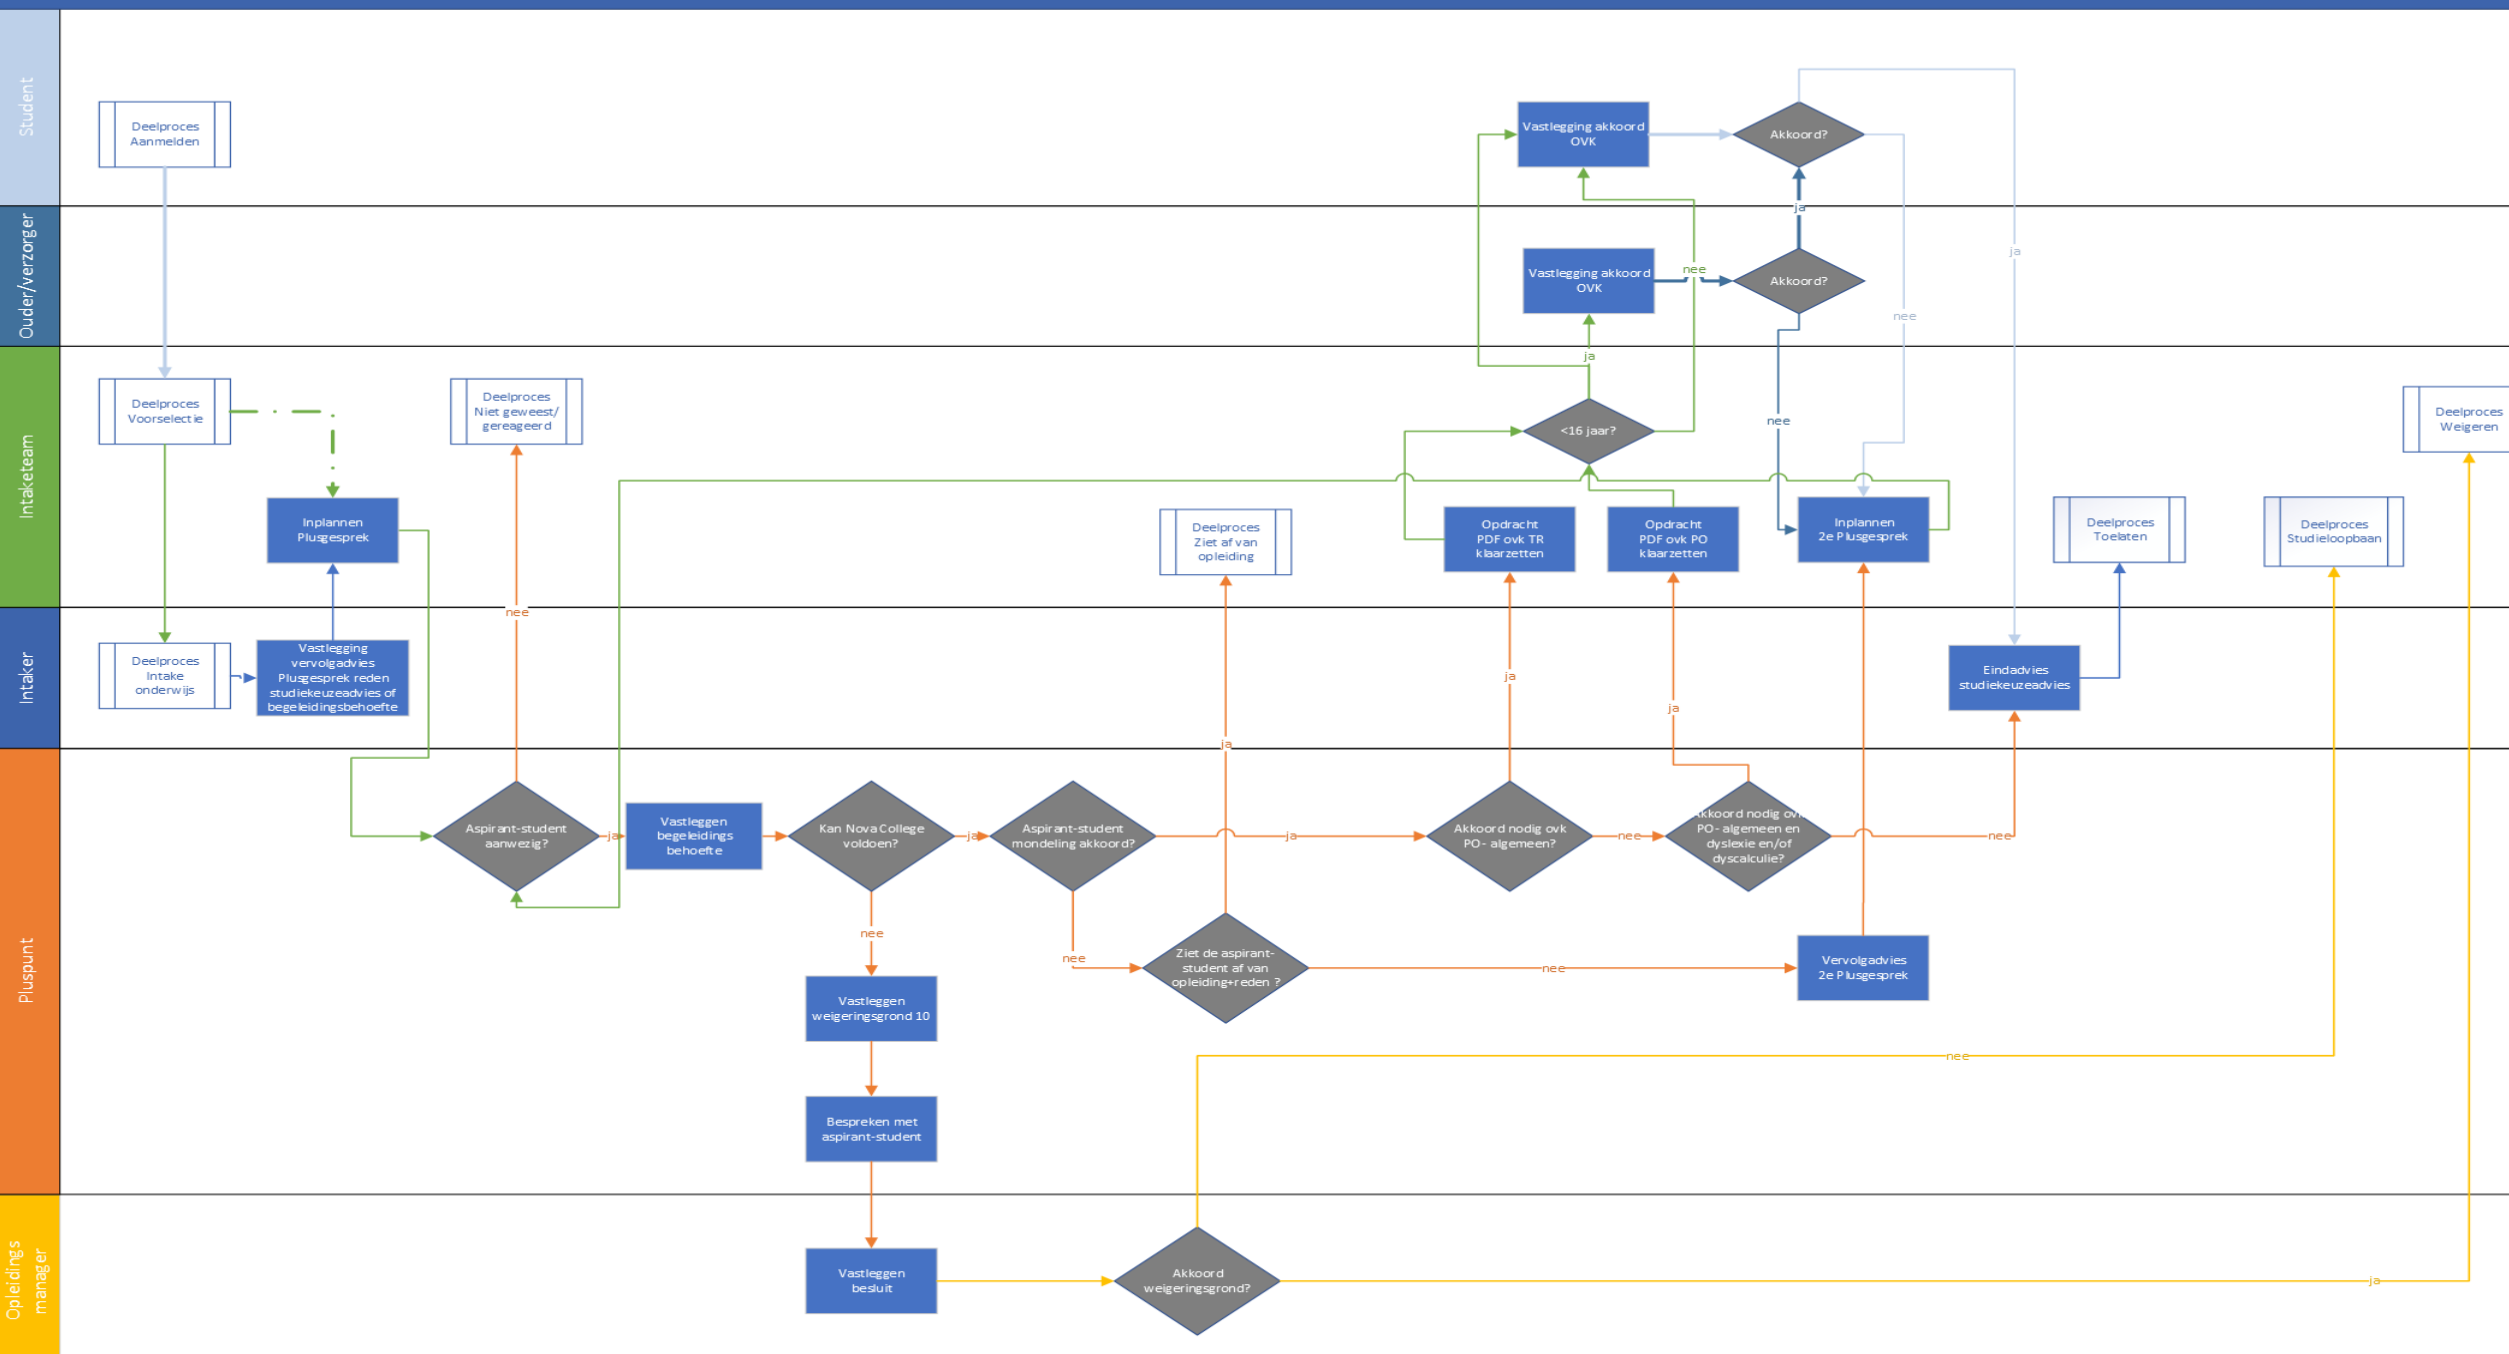 Student
Deelproces
Aanmelden
Vastlegging akkoord
OVK
Akkoord?
ja
Ouder/verzorger
Vastlegging akkoord
OVK
nee
Akkoord?
ja
nee
ja
Intaketeam
Deelproces
Voorselectie
Deelproces
Niet geweest/
gereageerd
<16 jaar?
nee
Deelproces
Weigeren
Inplannen
Plusgesprek
Deelproces
Ziet af van
opleiding
Opdracht
PDF ovk TR
klaarzetten
Opdracht
PDF ovk PO
klaarzetten
Inplannen
2e Plusgesprek
Deelproces
Toelaten
Deelproces
Studieloopbaan
nee
Intaker
Deelproces
Intake
onderwijs
Vastlegging
vervolgadvies
Plusgesprek reden
studiekeuzeadvies of
begeleidingsbehoefte
ja
ja
Eindadvies
studiekeuzeadvies
ja
Pluspunt
Aspirant-student
aanwezig?
ja
Vastleggen
begeleidings
behoefte
Kan Nova College
voldoen?
ja
Aspirant-student
mondeling akkoord?
ja
Akkoord nodig ovk
PO- algemeen?
nee
kkoord nodig ovk
PO- algemeen en
dyslexie en/of
dyscalculie?
nee
nee
nee
Ziet de aspirant-
student af van
opleiding+reden ?
nee
Vervolgadvies
2e Plusgesprek
Vastleggen
weigeringsgrond 10
nee
Bespreken met
aspirant-student
Opleidings
manager
Vastleggen
besluit
Akkoord
weigeringsgrond?
ja